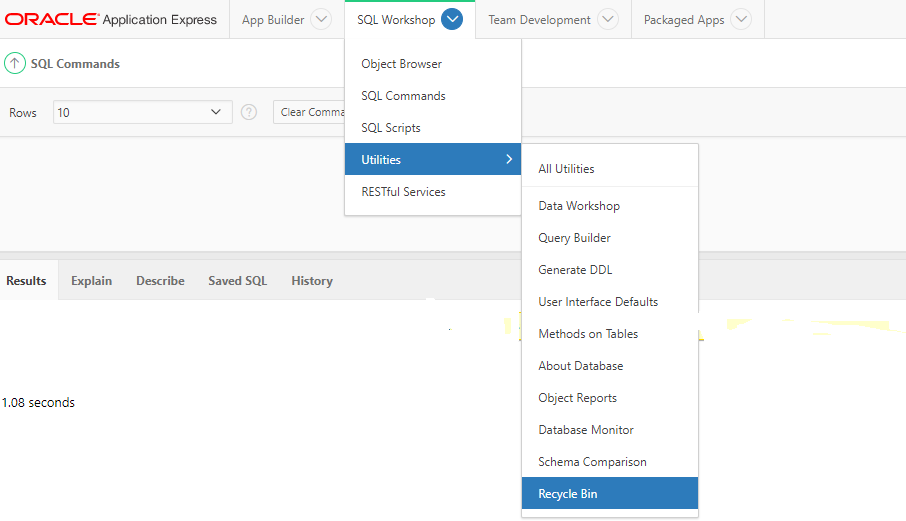 ORACLE® Application Express App Builder SQL Workshop Team Development Packaged Apps
SQL Commands
Object Browser
SQL Commands
SQL Scripts
Utilities
RESTful Services
Rows 10 ? Clear Comma
All Utilities
Data Workshop
Query Builder
Generate DDL
User Interface Defaults
Methods on Tables
About Database
Object Reports
Database Monitor
Schema Comparison
Recycle Bin
Results Explain Describe Saved SQL History
1.08 seconds